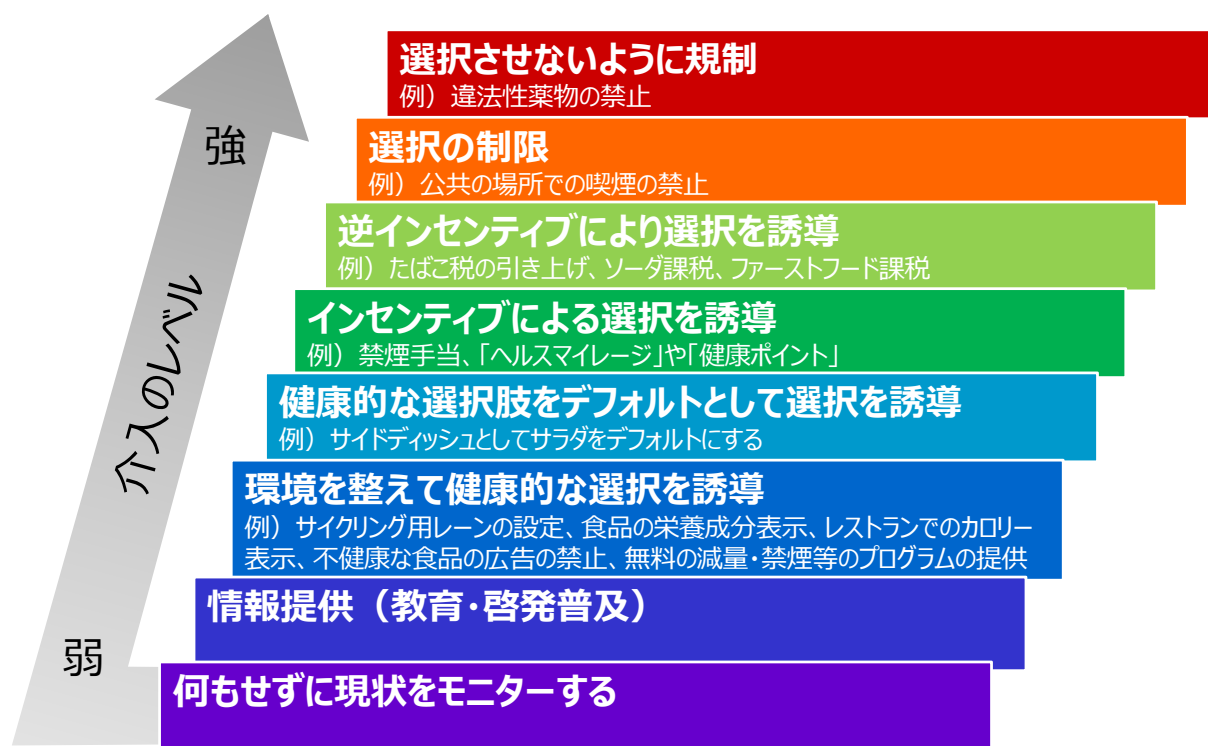 選択させないように規制
例）違法性薬物の禁止
強
選択の制限
例）公共の場所での喫煙の禁止
逆インセンティブにより選択を誘導
例）たばこ税の引き上げ、ソーダ課税、ファーストフード課税
介入のレベル
インセンティブによる選択を誘導
例）禁煙手当、「ヘルスマイレージ」や「健康ポイント」
健康的な選択肢をデフォルトとして選択を誘導
例）サイドディッシュとしてサラダをデフォルトにする
環境を整えて健康的な選択を誘導
例）サイクリング用レーンの設定、食品の栄養成分表示、レストランでのカロリー
表示、不健康な食品の広告の禁止、無料の減量・禁煙等のプログラムの提供
情報提供（教育・啓発普及）
弱
何もせずに現状をモニターする